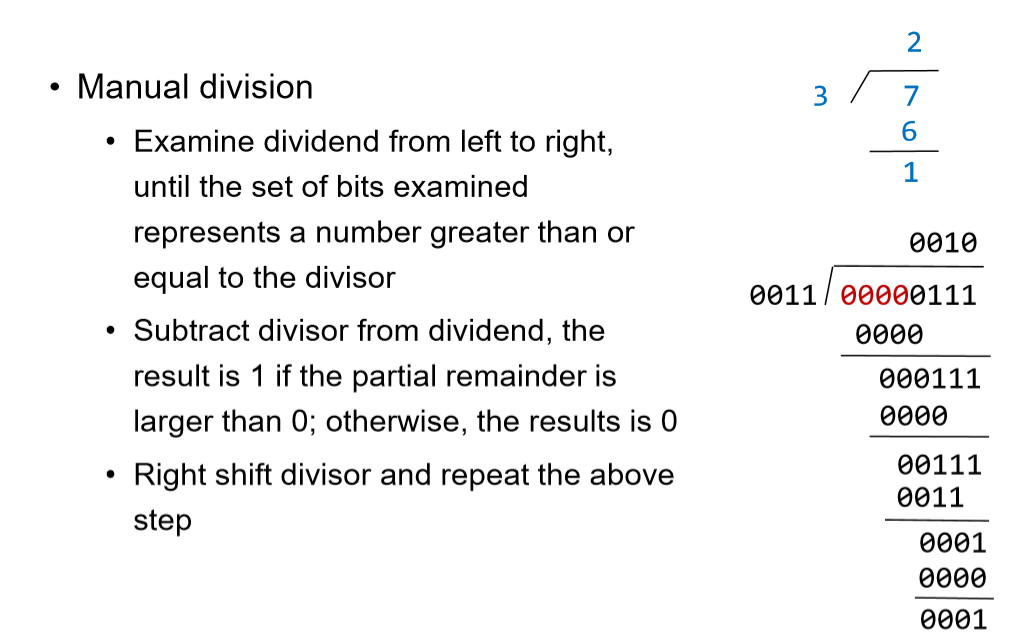 • Manual division
• Examine dividend from left to right,
until the set of bits examined
represents a number greater than or
equal to the divisor
• Subtract divisor from dividend, the
result is 1 if the partial remainder is
larger than 0; otherwise, the results is 0
• Right shift divisor and repeat the above
step
2
3 7
6
1
0010
0011 00000111
0000
000111
0000
00111
0011
0001
0000
0001